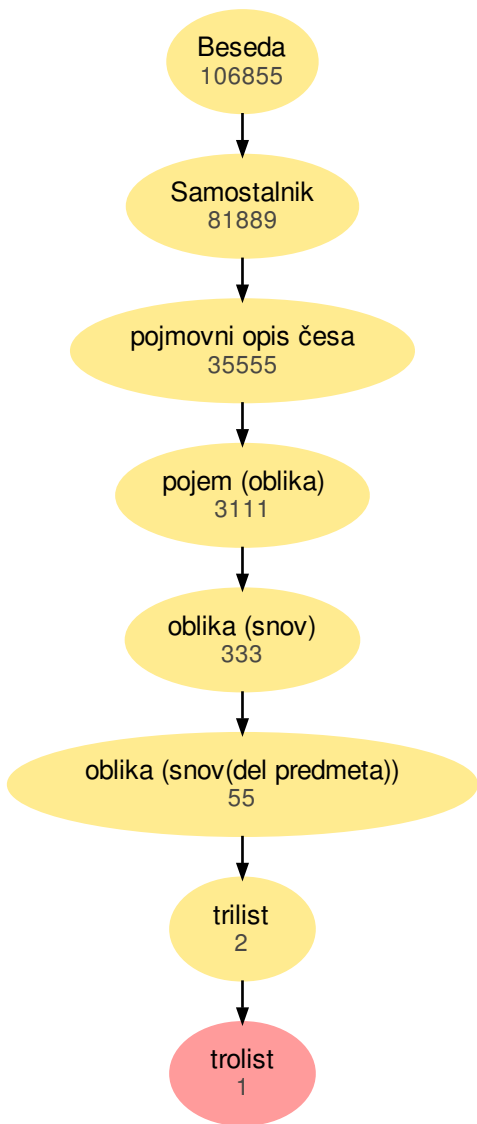 Beseda
106855
Samostalnik
81889
pojmovni opis česa
35555
pojem (oblika)
3111
oblika (snov)
333
oblika (snov(del predmeta))
55
trilist
2
trolist
1